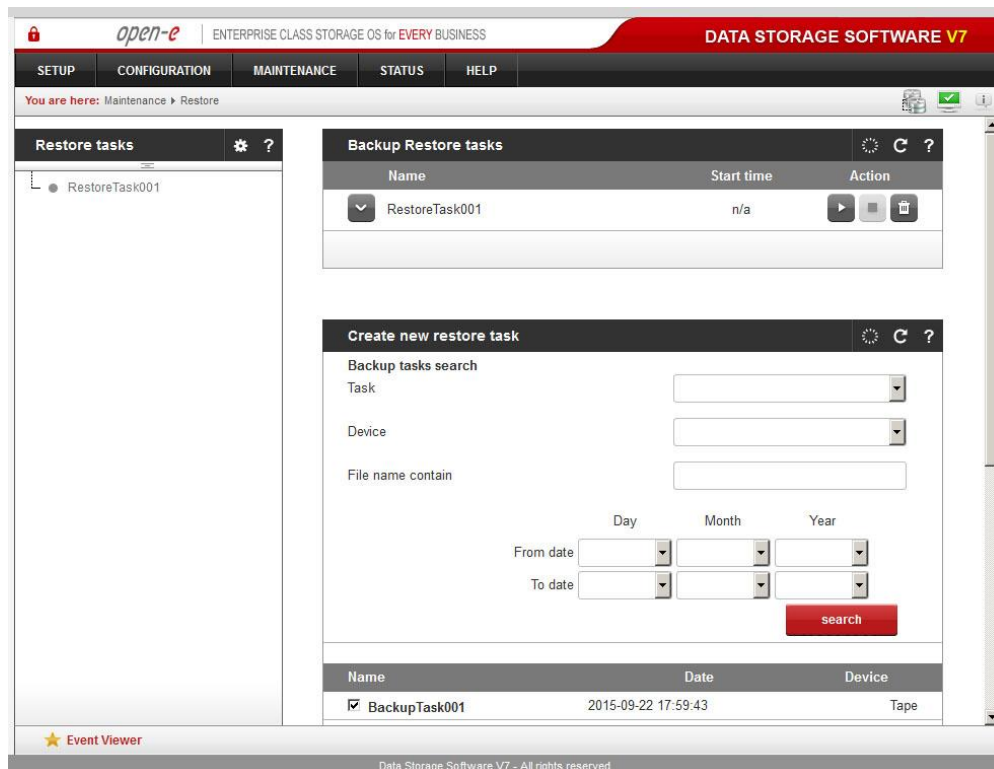 open-e ENTERPRISE CLASS STORAGE OS for EVERY BUSINESS DATA STORAGE SOFTWARE V7
SETUP CONFIGURATION MAINTENANCE STATUS HELP
You are here: Maintenance Restore
Restore tasks ?
RestoreTask001
Backup Restore tasks ?
Name Start time Action
RestoreTask001 n/a
Create new restore task ?
Backup tasks search
Task
Device
File name contain
Day Month Year
From date
To date
search
Name Date Device
BackupTask001 2015-09-22 17:59:43 Tape
Event Viewer
Data Storage Software V7 - All rights reserved